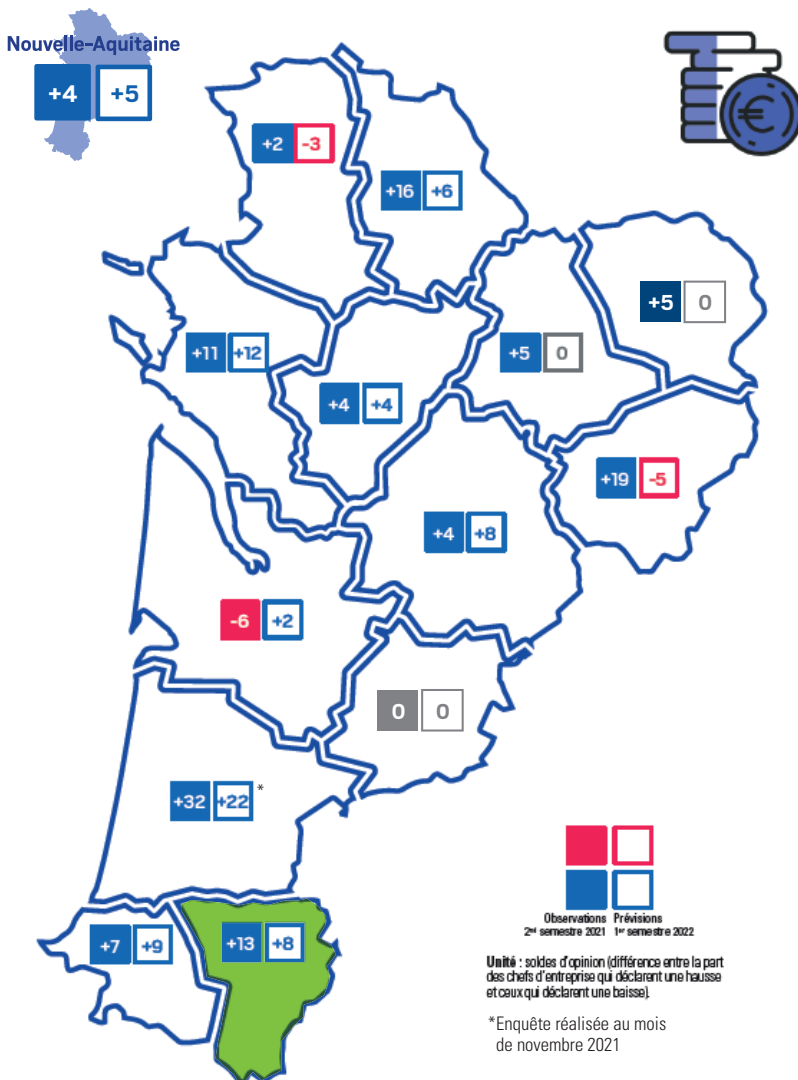 Nouvelle-Aquitaine
+4 +5
+2 -3
+16 +6
+5 0
+11 +12
+5 0
+4 +4
+19 -5
+4 +8
-6 +2
0 0
+32 +22 *
+7 +9
+13 +8
Observations Prévisions
2nd semestre 2021 1er semestre 2022
Unité : soldes d'opinion (différence entre la part
des chefs d'entreprise qui déclarent une hausse
et ceux qui déclarent une baisse).
*Enquête réalisée au mois
de novembre 2021